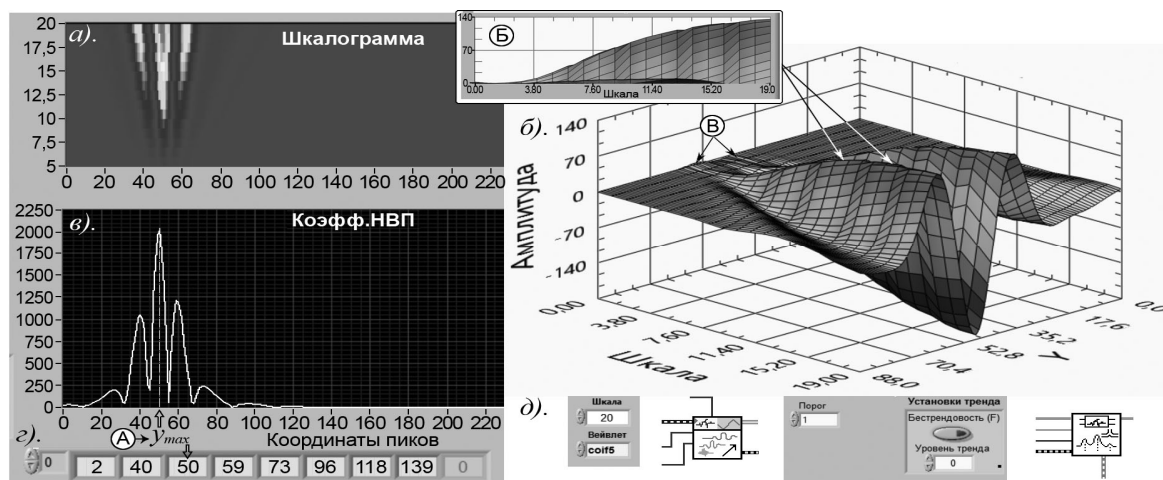 а).
Шкалограмма
20
17,5
15
12,5
10
7,5
5
0 20 40 60 80 100 120 140 160 180 200 220
Б
140
70
0
0.00 3.80 7.60 11.40 15.20 19.0
Шкала
б).
В
Амплитуда
140
70
0
-70
-140
0,00 3,80 7,60 11,40 15,20 19,00
Шкала
88,0 70,4 52,8 35,2 17,6 0,0
Y
в).
Коэфф.НВП
2250
2000
1750
1500
1250
1000
750
500
250
0
0 20 40 60 80 100 120 140 160 180 200 220
г).
А
y max
Координаты пиков
0 2 40 50 59 73 96 118 139 0
д).
Шкала
20
Вейвлет
coif5
Порог
1
Установки тренда
Бестрендовость (F)
Уровень тренда
0